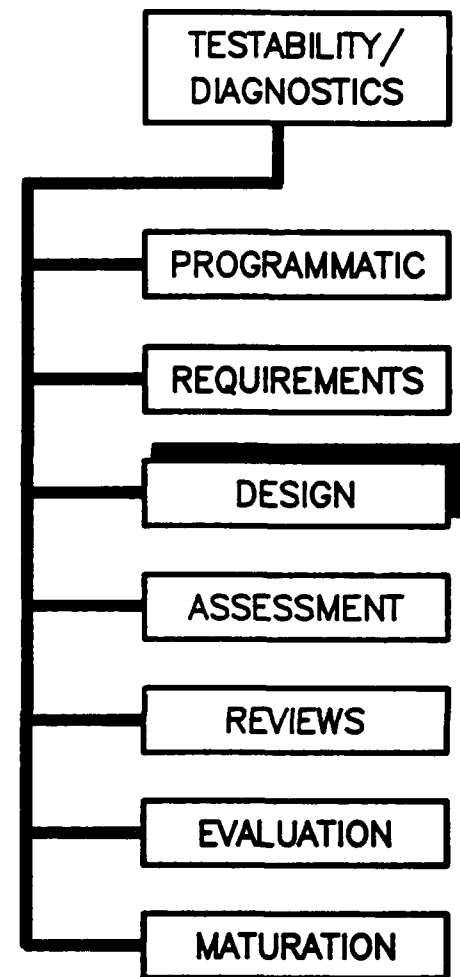 TESTABILITY/
DIAGNOSTICS
PROGRAMMATIC
REQUIREMENTS
DESIGN
ASSESSMENT
REVIEWS
EVALUATION
MATURATION